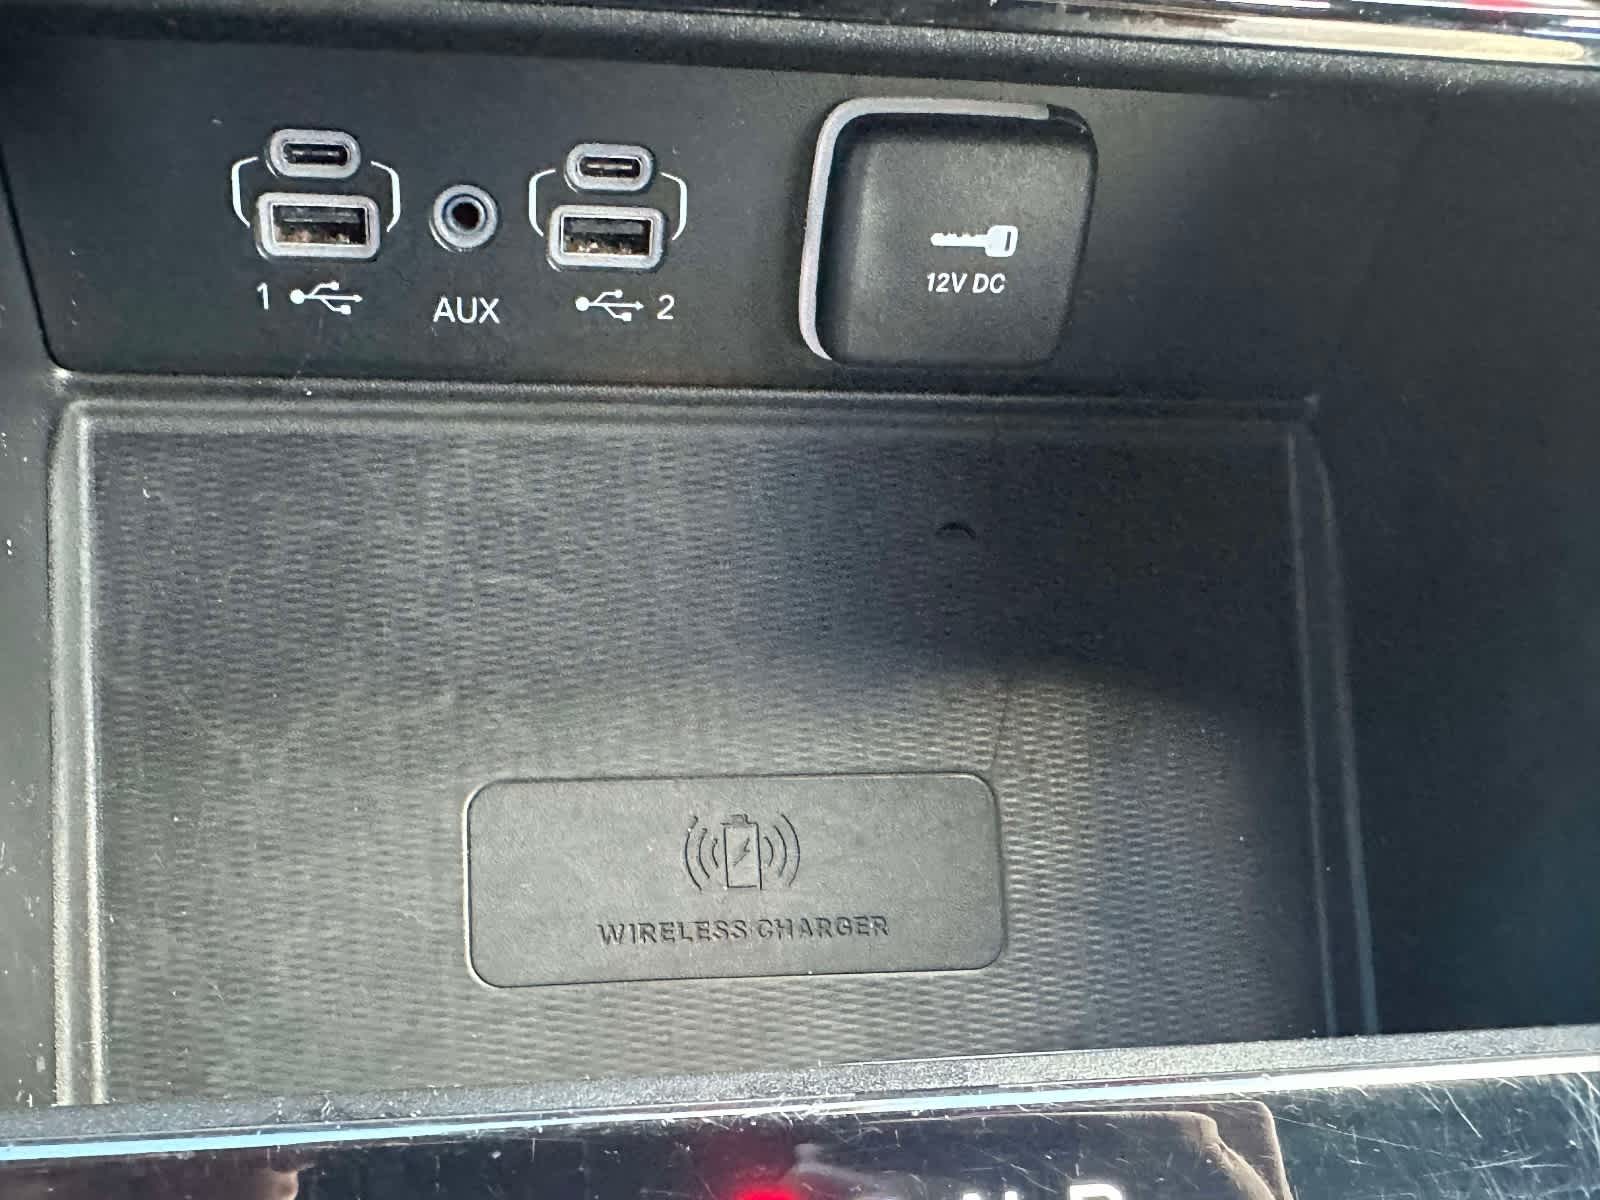 1
AUX
2
12V DC
WIRELESS CHARGER